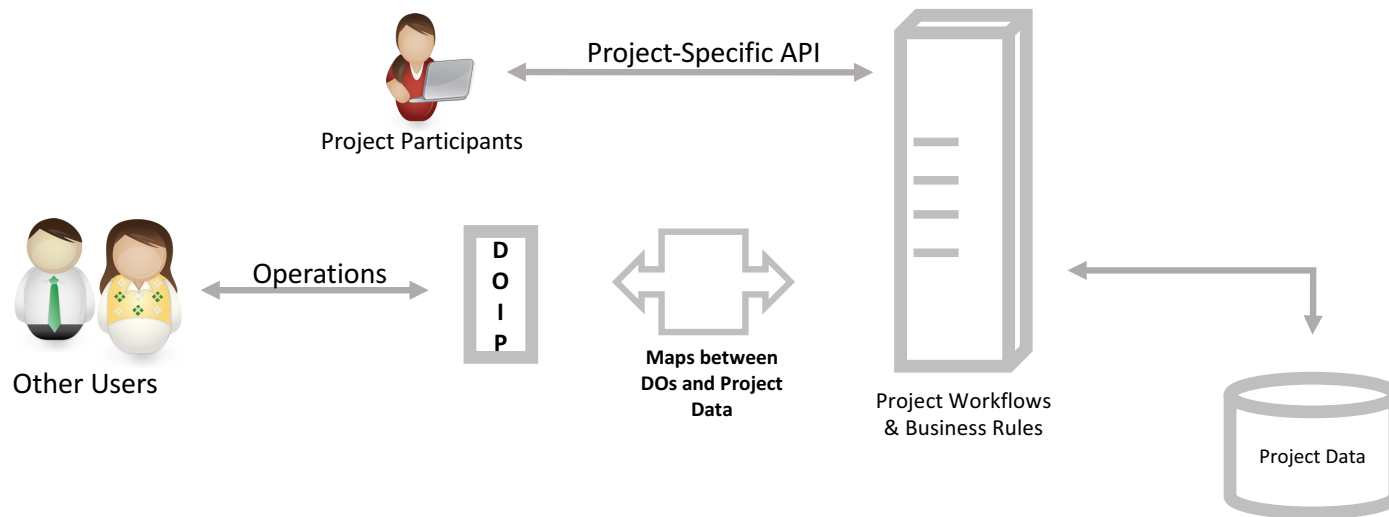 Project-Specific API
Project Participants
D
O
I
P
Operations
Other Users
Maps between
DOs and Project
Data
Project Workflows
& Business Rules
Project Data